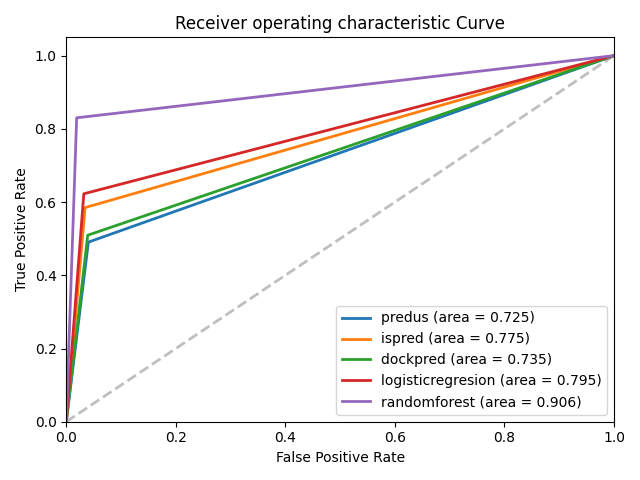 Receiver operating characteristic Curve
True Positive Rate
1.0
0.8
0.6
0.4
0.2
0.0
predus (area = 0.725)
ispred (area = 0.775)
dockpred (area = 0.735)
logisticregresion (area = 0.795)
randomforest (area = 0.906)
0.0 0.2 0.4 0.6 0.8 1.0
False Positive Rate